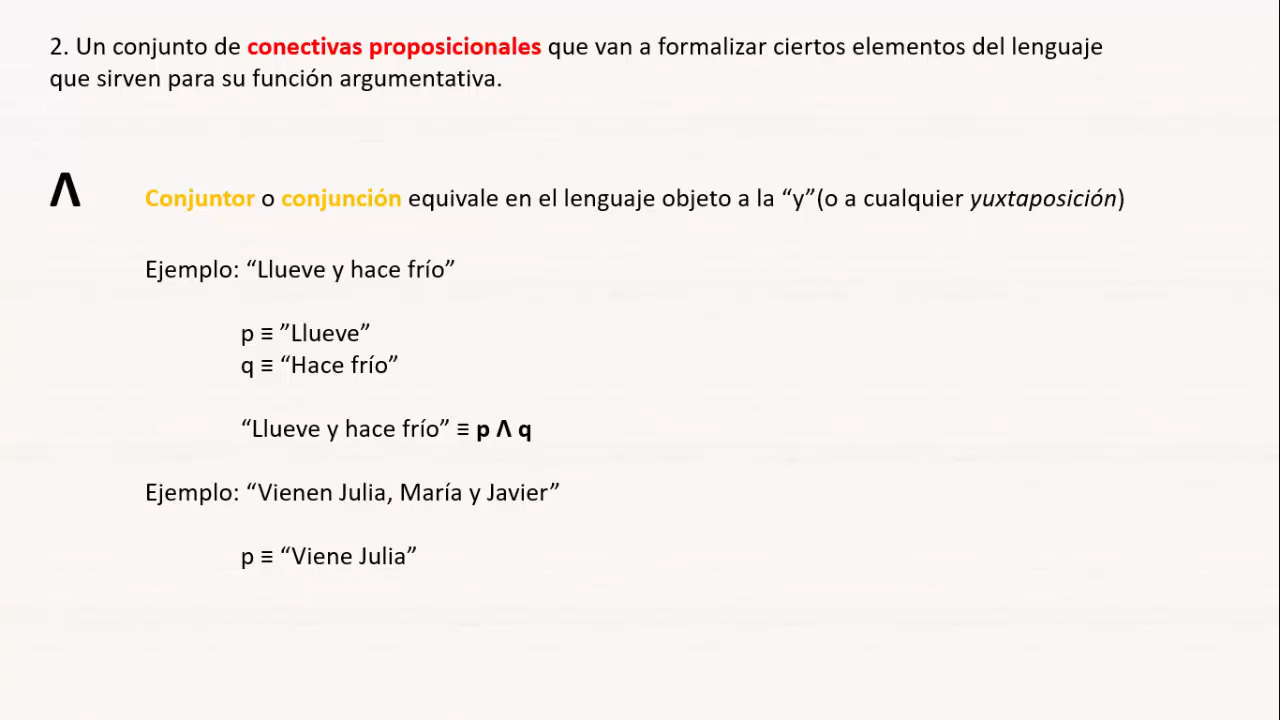 2. Un conjunto de conectivas proposicionales que van a formalizar ciertos elementos del lenguaje
que sirven para su función argumentativa.
Λ Conjuntor o conjunción equivale en el lenguaje objeto a la “y”(o a cualquier yuxtaposición)
Ejemplo: “Llueve y hace frío”
p ≡ ”Llueve”
q ≡ “Hace frío”
“Llueve y hace frío” ≡ p Λ q
Ejemplo: “Vienen Julia, María y Javier”
p ≡ “Viene Julia”